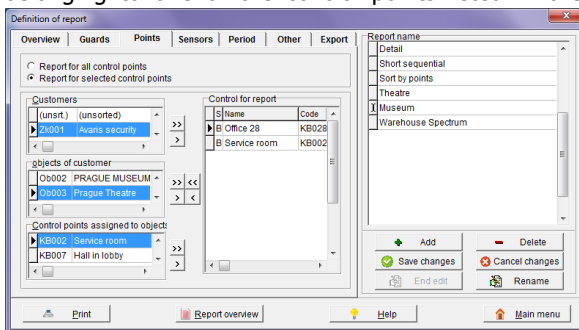 Definition of report
Overview Guards Points Sensors Period Other Export
Report for all control points
Report for selected control points
Customers
(unsrt.) (unsorted)
Zk001 Avaris security
>>
>
objects of customer
Ob002 PRAGUE MUSEUM
Ob003 Prague Theatre
>> <<
> <
Control points assigned to objects
KB002 Service room
KB007 Hall in lobby
>>
>
Control for report
S Name Code
B Office 28 KB028
B Service room KB002
Report name
Detail
Short sequential
Sort by points
Theatre
Museum
Warehouse Spectrum
Add Delete
Save changes Cancel changes
End edit Rename
Print Report overview Help Main menu